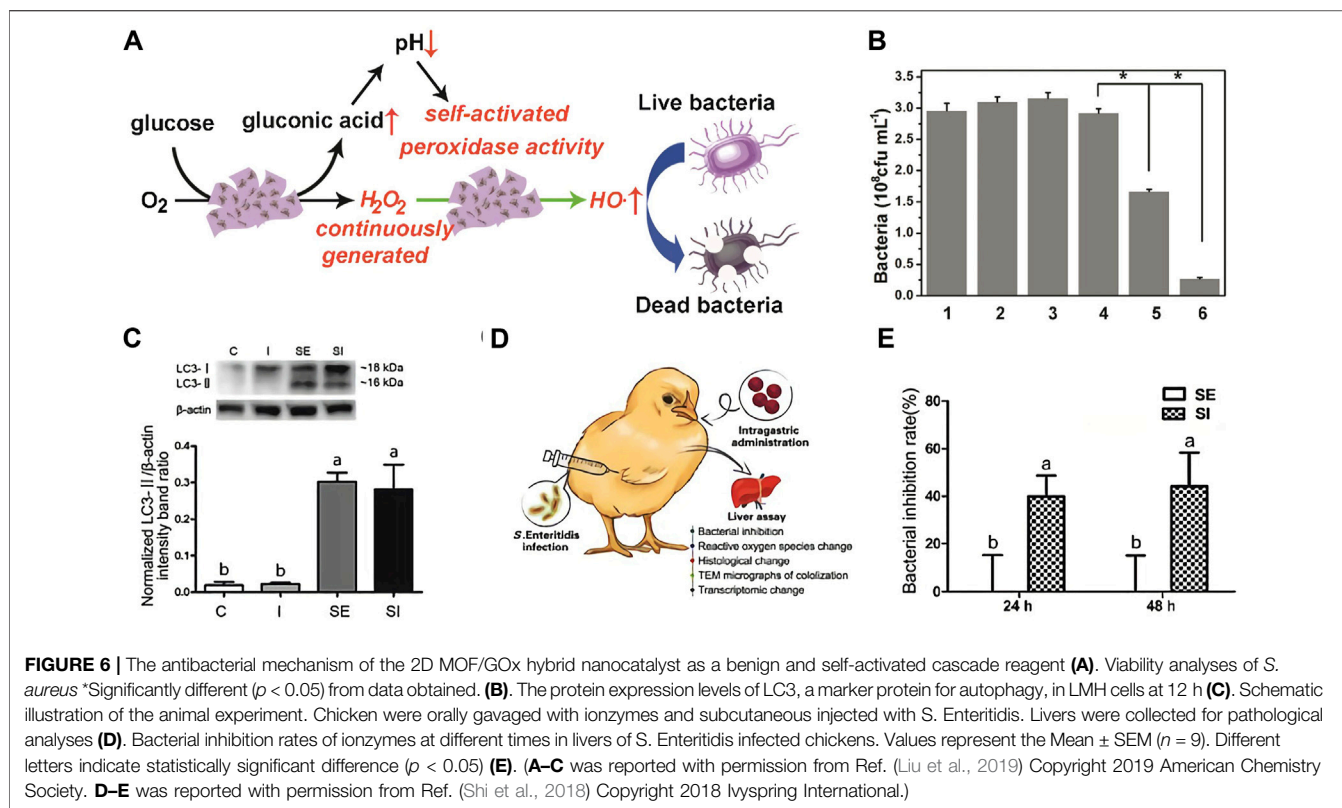 A
pH↓
glucose
gluconic acid↑
self-activated
peroxidase activity
O2
H2O2
continuously
generated
HO·↑
Live bacteria
Dead bacteria
B
Bacteria (10^8cfu mL^-1)
3.5
3.0
2.5
2.0
1.5
1.0
0.5
0.0
* *
1 2 3 4 5 6
C
C I SE SI
LC3-Ⅰ ~18 kDa
LC3-Ⅱ ~16 kDa
β-actin
Normalized LC3-Ⅱ/β-actin
intensity band ratio
0.4
0.3
0.2
0.1
0.0
b b a a
C I SE SI
D
Intragastric
administration
S.Enteritidis
infection
Liver assay
Bacterial inhibition
Reactive oxygen species change
Histological change
TEM micrographs of cololization
Transcriptomic change
E
Bacterial inhibition rate(%)
80
60
40
20
0
SE
SI
b a b a
24 h 48 h
FIGURE 6 | The antibacterial mechanism of the 2D MOF/GOx hybrid nanocatalyst as a benign and self-activated cascade reagent (A). Viability analyses of S.
aureus *Significantly different (p < 0.05) from data obtained. (B). The protein expression levels of LC3, a marker protein for autophagy, in LMH cells at 12 h (C). Schematic
illustration of the animal experiment. Chicken were orally gavaged with ionzymes and subcutaneous injected with S. Enteritidis. Livers were collected for pathological
analyses (D). Bacterial inhibition rates of ionzymes at different times in livers of S. Enteritidis infected chickens. Values represent the Mean ± SEM (n = 9). Different
letters indicate statistically significant difference (p < 0.05) (E). (A–C was reported with permission from Ref. (Liu et al., 2019) Copyright 2019 American Chemistry
Society. D–E was reported with permission from Ref. (Shi et al., 2018) Copyright 2018 Ivyspring International.)